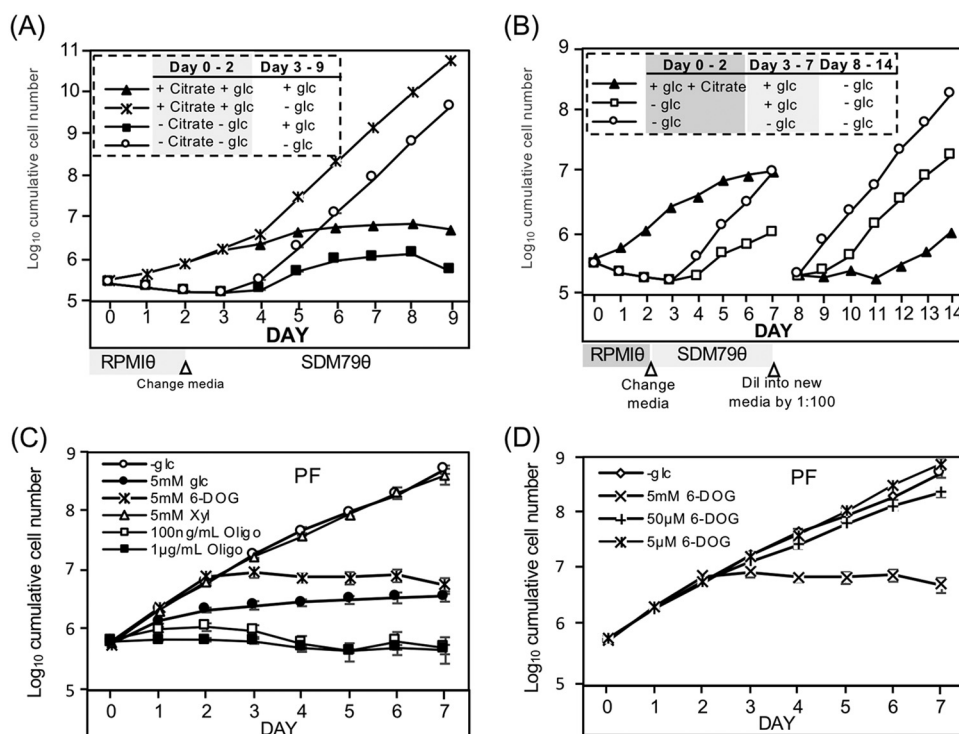 (A)
Log10 cumulative cell number
11
10
9
8
7
6
5
Day 0 - 2 Day 3 - 9
+ Citrate + glc + glc
+ Citrate + glc - glc
- Citrate - glc + glc
- Citrate - glc - glc
0 1 2 3 4 5 6 7 8 9
DAY
RPMIθ SDM79θ
Change media
(B)
Log10 cumulative cell number
9
8
7
6
5
Day 0 - 2 Day 3 - 7 Day 8 - 14
+ glc + Citrate + glc - glc
- glc + glc - glc
- glc - glc - glc
0 1 2 3 4 5 6 7 8 9 10 11 12 13 14
DAY
RPMIθ SDM79θ
Change
media
Dil into new
media by 1:100
(C)
Log10 cumulative cell number
9
8
7
6
5
PF
-glc
5mM glc
5mM 6-DOG
5mM Xyl
100ng/mL Oligo
1µg/mL Oligo
0 1 2 3 4 5 6 7
DAY
(D)
Log10 cumulative cell number
9
8
7
6
5
PF
-glc
5mM 6-DOG
50µM 6-DOG
5µM 6-DOG
0 1 2 3 4 5 6 7
DAY